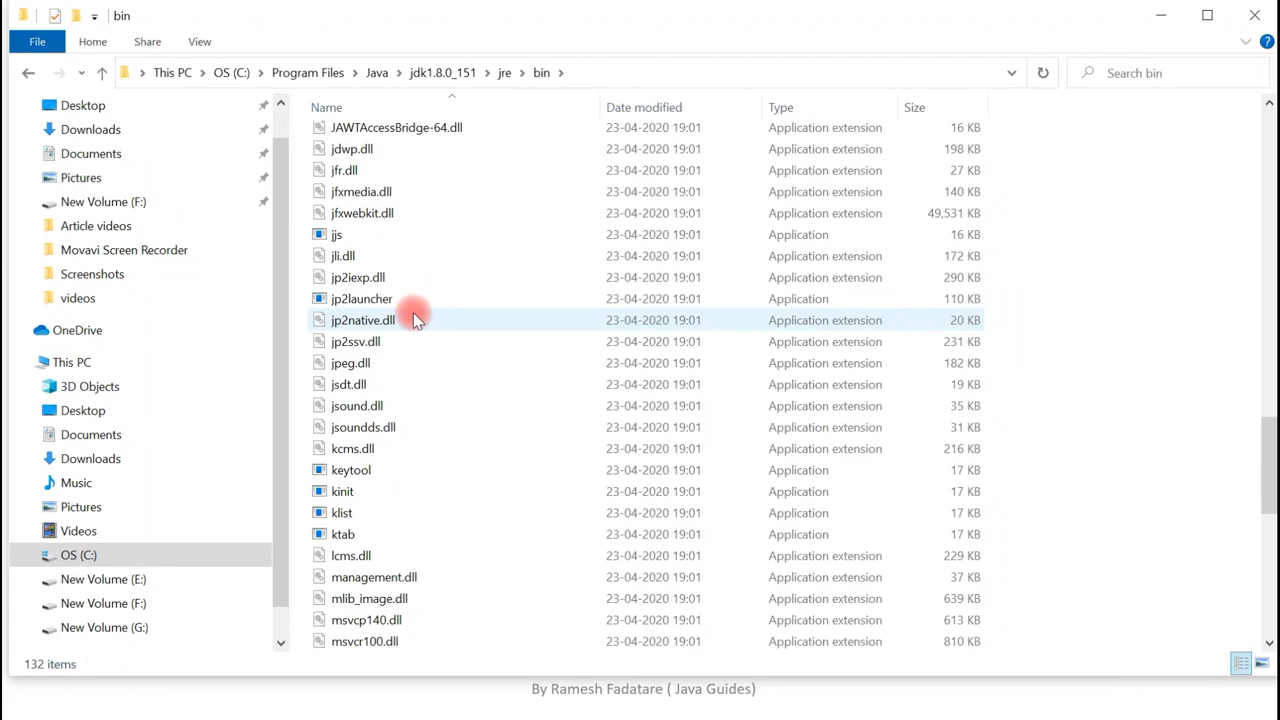 bin
File Home Share View
This PC OS (C:) Program Files Java jdk1.8.0_151 jre bin Search bin
Desktop
Downloads
Documents
Pictures
New Volume (F:)
Article videos
Movavi Screen Recorder
Screenshots
videos
OneDrive
This PC
3D Objects
Desktop
Documents
Downloads
Music
Pictures
Videos
OS (C:)
New Volume (E:)
New Volume (F:)
New Volume (G:)
Name Date modified Type Size
JAWTAccessBridge-64.dll 23-04-2020 19:01 Application extension 16 KB
jdwp.dll 23-04-2020 19:01 Application extension 198 KB
jfr.dll 23-04-2020 19:01 Application extension 27 KB
jfxmedia.dll 23-04-2020 19:01 Application extension 140 KB
jfxwebkit.dll 23-04-2020 19:01 Application extension 49,531 KB
jjs 23-04-2020 19:01 Application 16 KB
jli.dll 23-04-2020 19:01 Application extension 172 KB
jp2iexp.dll 23-04-2020 19:01 Application extension 290 KB
jp2launcher 23-04-2020 19:01 Application 110 KB
jp2native.dll 23-04-2020 19:01 Application extension 20 KB
jp2ssv.dll 23-04-2020 19:01 Application extension 231 KB
jpeg.dll 23-04-2020 19:01 Application extension 182 KB
jsdt.dll 23-04-2020 19:01 Application extension 19 KB
jsound.dll 23-04-2020 19:01 Application extension 35 KB
jsoundds.dll 23-04-2020 19:01 Application extension 31 KB
kcms.dll 23-04-2020 19:01 Application extension 216 KB
keytool 23-04-2020 19:01 Application 17 KB
kinit 23-04-2020 19:01 Application 17 KB
klist 23-04-2020 19:01 Application 17 KB
ktab 23-04-2020 19:01 Application 17 KB
lcms.dll 23-04-2020 19:01 Application extension 229 KB
management.dll 23-04-2020 19:01 Application extension 37 KB
mlib_image.dll 23-04-2020 19:01 Application extension 639 KB
msvcp140.dll 23-04-2020 19:01 Application extension 613 KB
msvcr100.dll 23-04-2020 19:01 Application extension 810 KB
132 items
By Ramesh Fadatare ( Java Guides)